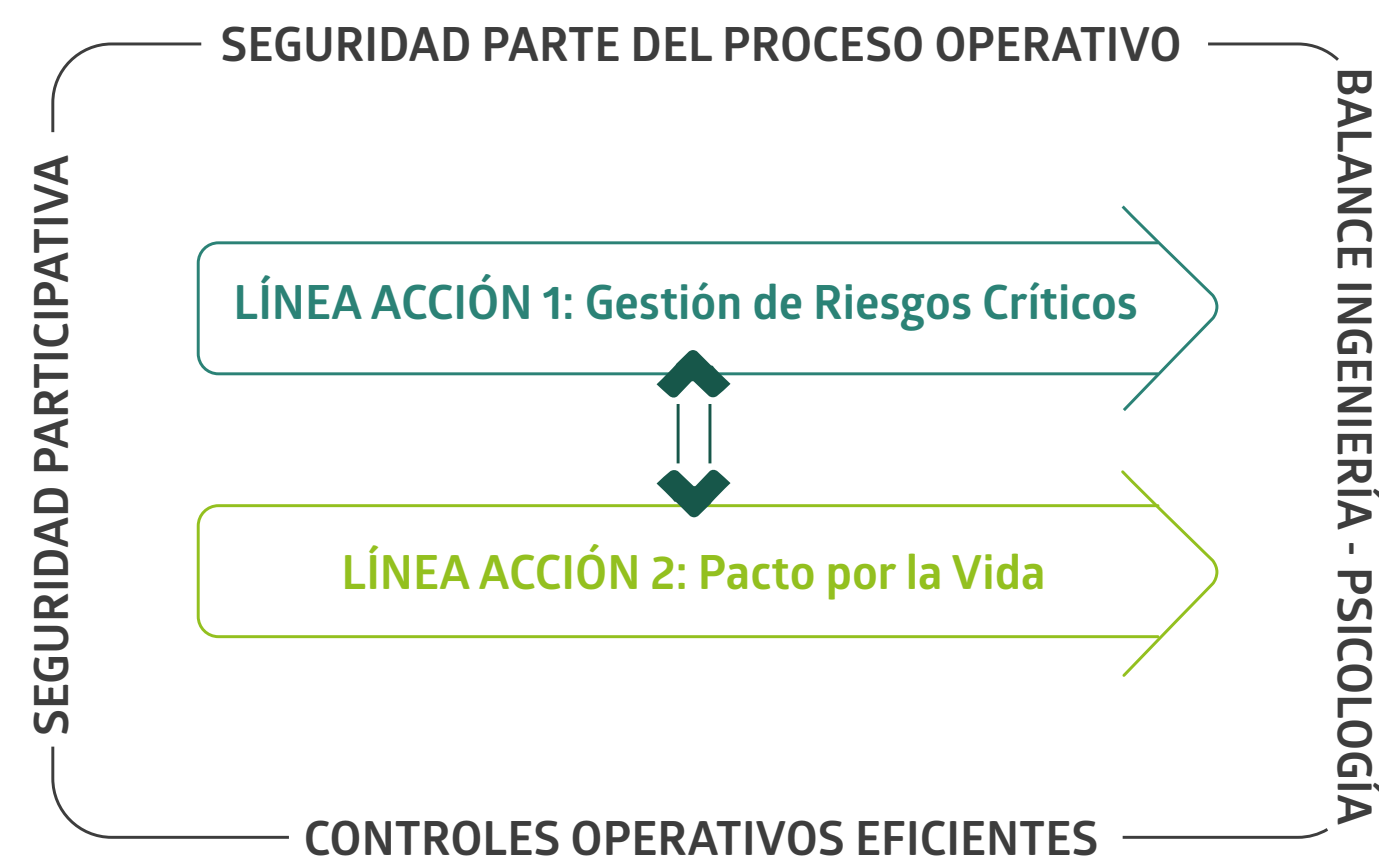 SEGURIDAD PARTE DEL PROCESO OPERATIVO
SEGURIDAD PARTICIPATIVA
LÍNEA ACCIÓN 1: Gestión de Riesgos Críticos
LÍNEA ACCIÓN 2: Pacto por la Vida
BALANCE INGENIERÍA - PSICOLOGÍA
CONTROLES OPERATIVOS EFICIENTES